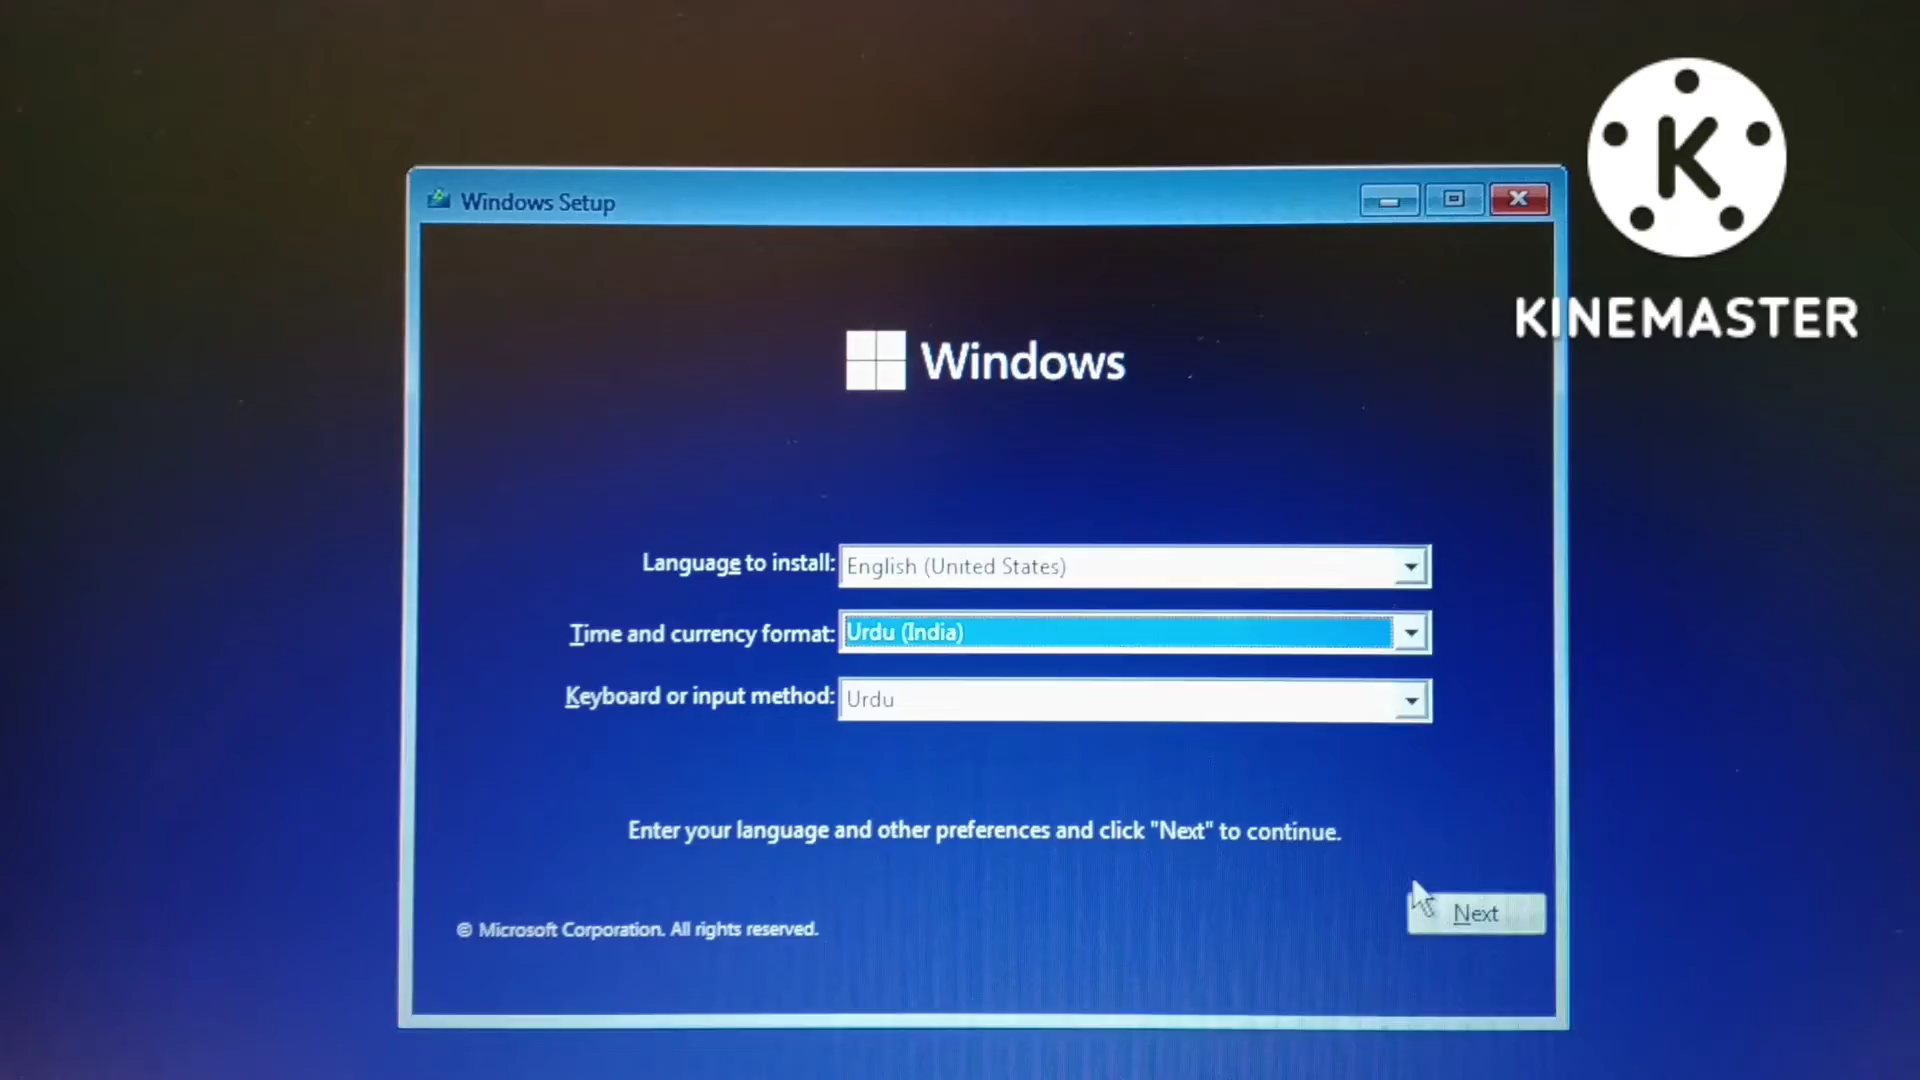 Windows Setup
K
KINEMASTER
Windows
Language to install: English (United States)
Time and currency format: Urdu (India)
Keyboard or input method: Urdu
Enter your language and other preferences and click "Next" to continue.
Next
© Microsoft Corporation. All rights reserved.